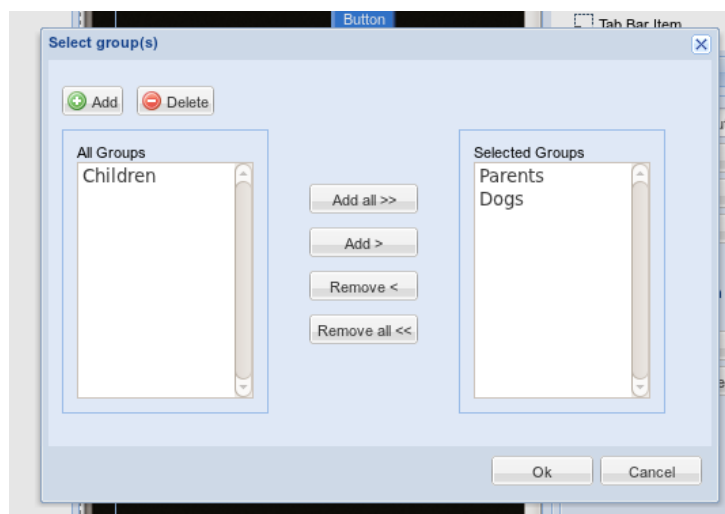 Button
Tab Bar Item
Select group(s)
Add
Delete
All Groups
Children
Add all >>
Add >
Remove <
Remove all <<
Selected Groups
Parents
Dogs
Ok
Cancel